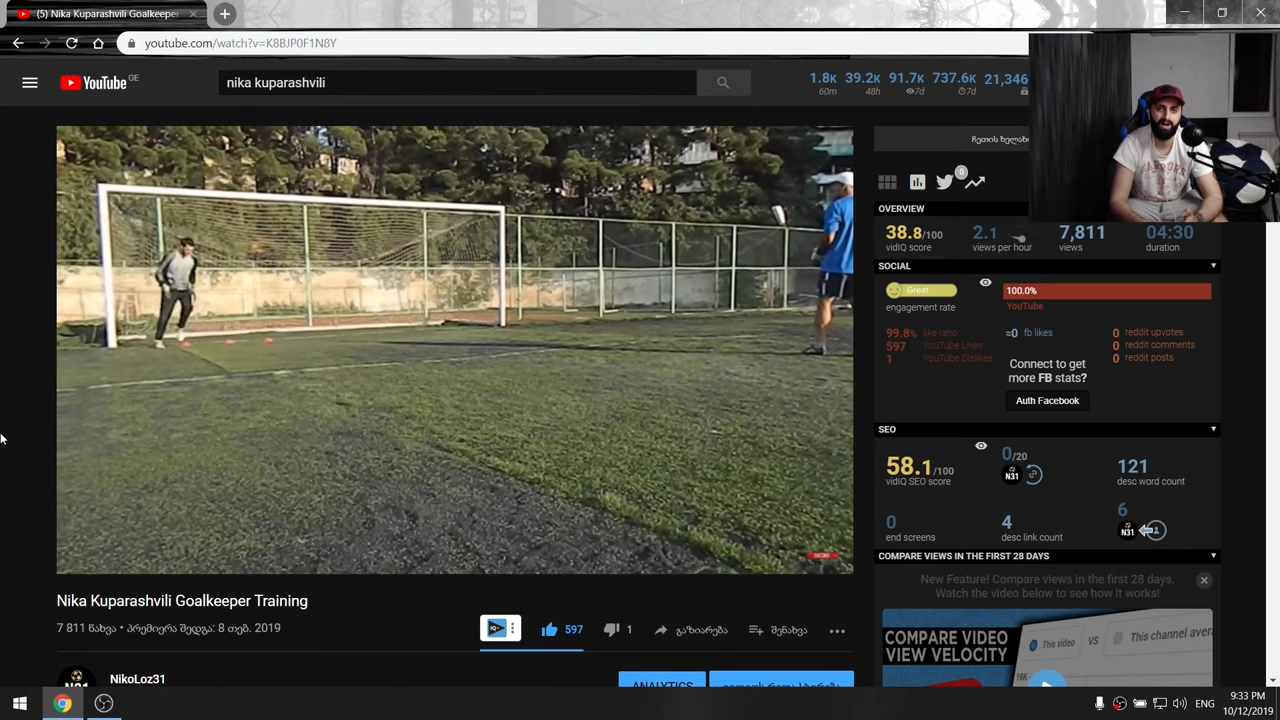 (5) Nika Kuparashvili Goalkeeper
youtube.com/watch?v=K8BJP0F1N8Y
YouTube GE
nika kuparashvili
1.8K 39.2K 91.7K 737.6K 21,346
60m 48h 7d 7d
ჩეთის
0
OVERVIEW
38.8/100 2.1 7,811 04:30
vidIQ score views per hour views duration
SOCIAL
Great 100.0%
engagement rate YouTube
99.8% like ratio ≈0 fb likes 0 reddit upvotes
597 YouTube Likes 0 reddit comments
1 YouTube Dislikes 0 reddit posts
Connect to get
more FB stats?
Auth Facebook
SEO
58.1/100 0/20 121
vidIQ SEO score N31 desc word count
0 4 6
end screens desc link count N31
COMPARE VIEWS IN THE FIRST 28 DAYS
New Feature! Compare views in the first 28 days.
Watch the video below to see how it works!
COMPARE VIDEO
VIEW VELOCITY
This video VS This channel
Nika Kuparashvili Goalkeeper Training
7 811 ნახვა • პრემიერა შედგა: 8 თებ. 2019
597 1 გაზიარება შენახვა
NikoLoz31
N31
ANALYTICS
SUBSCRIBE
ENG
9:33 PM
10/12/2019